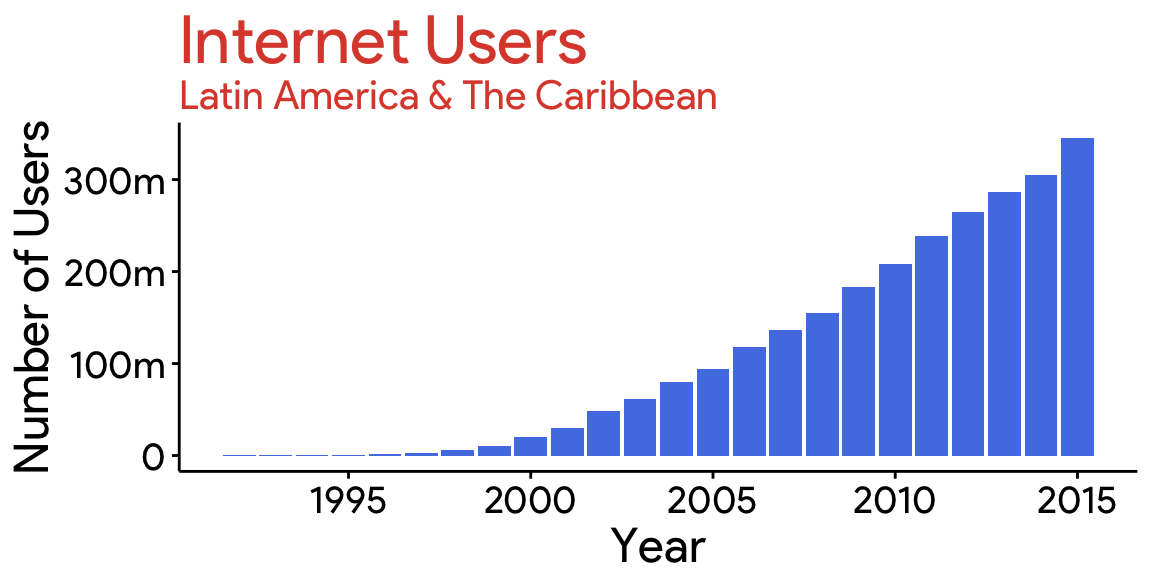 Internet Users
Latin America & The Caribbean
Number of Users
300m
200m
100m
0
1995 2000 2005 2010 2015
Year